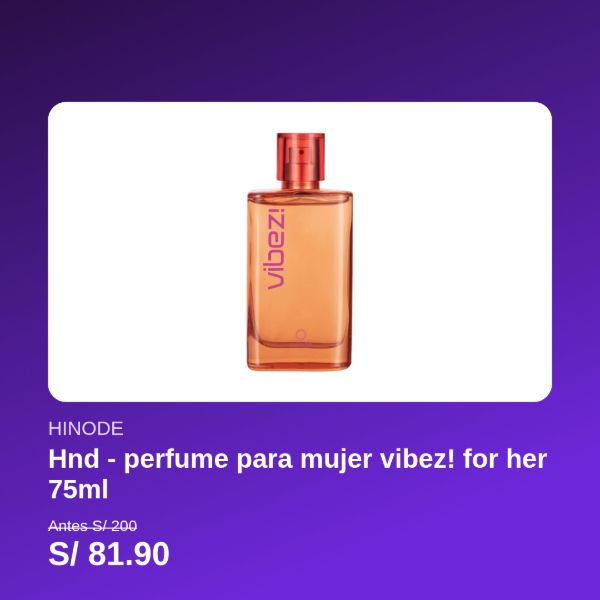 vibez!
HINODE
Hnd - perfume para mujer vibez! for her
75ml
Antes S/ 200
S/ 81.90